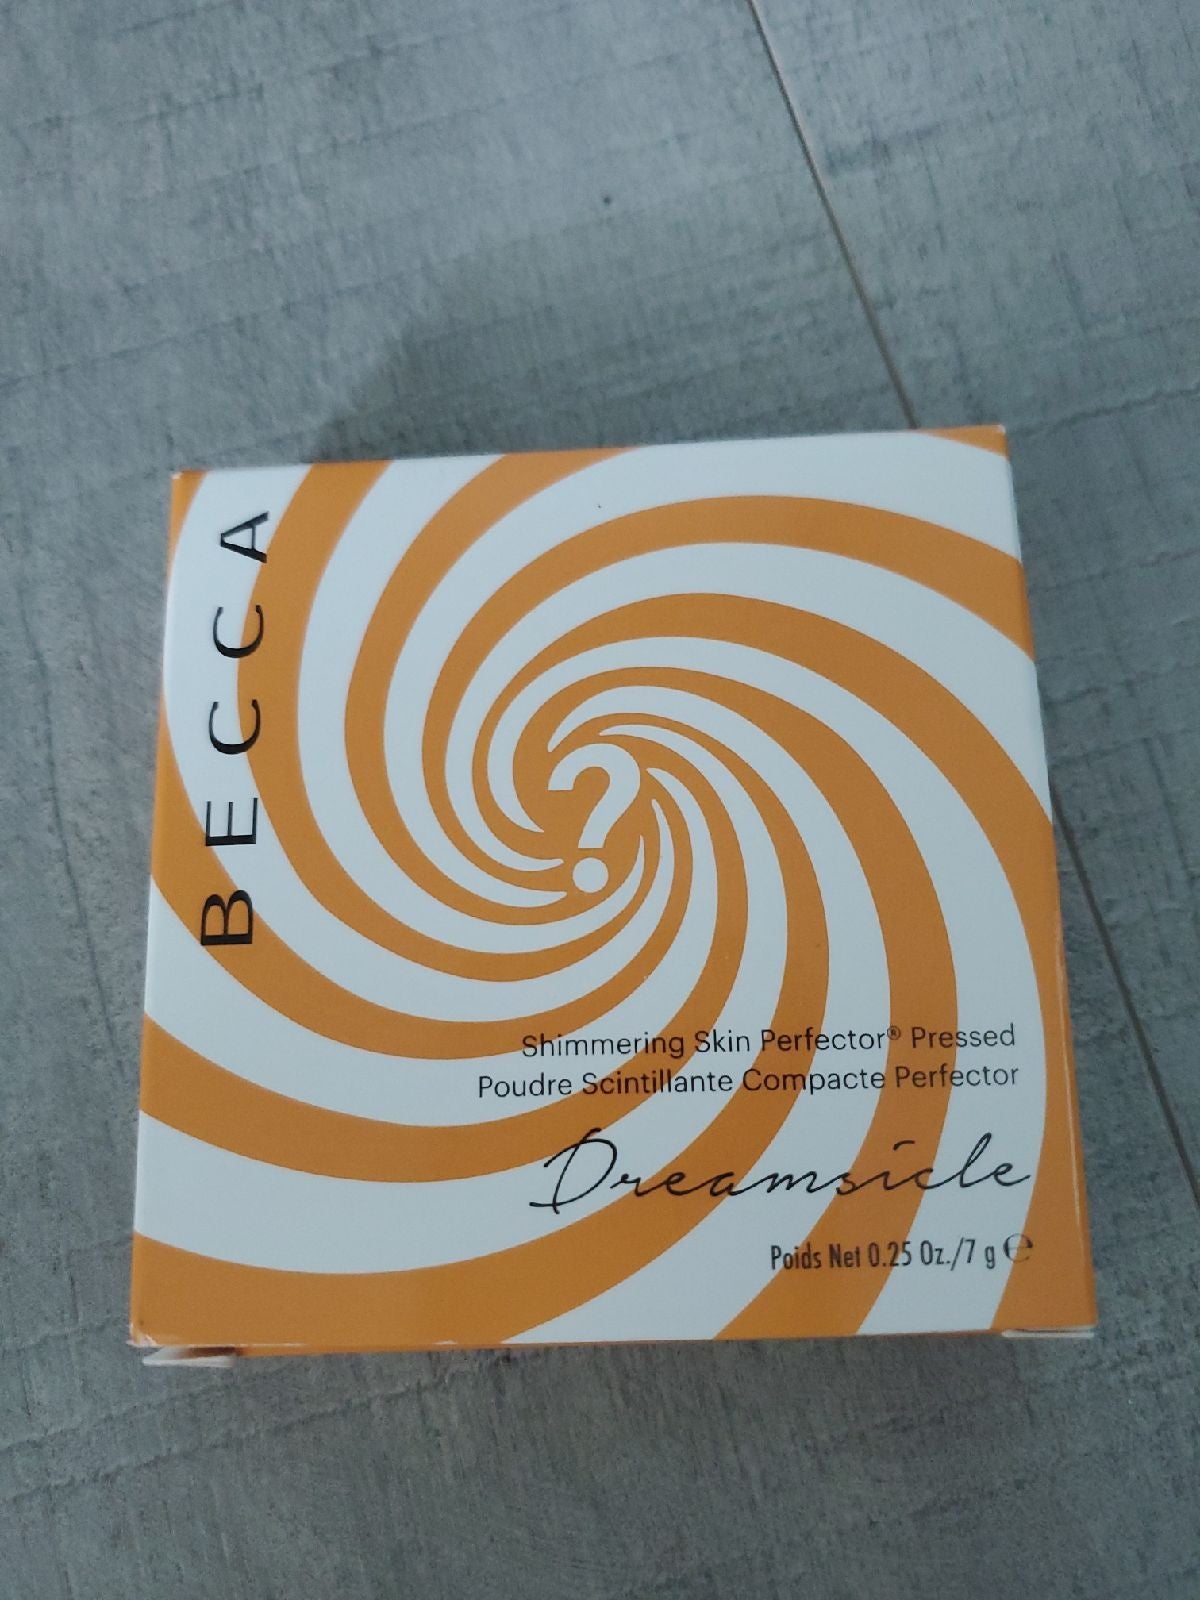 BECCA
?
Shimmering Skin Perfector® Pressed
Poudre Scintillante Compacte Perfector
Dreamsicle
Poids Net 0.25 Oz./7 g ℮